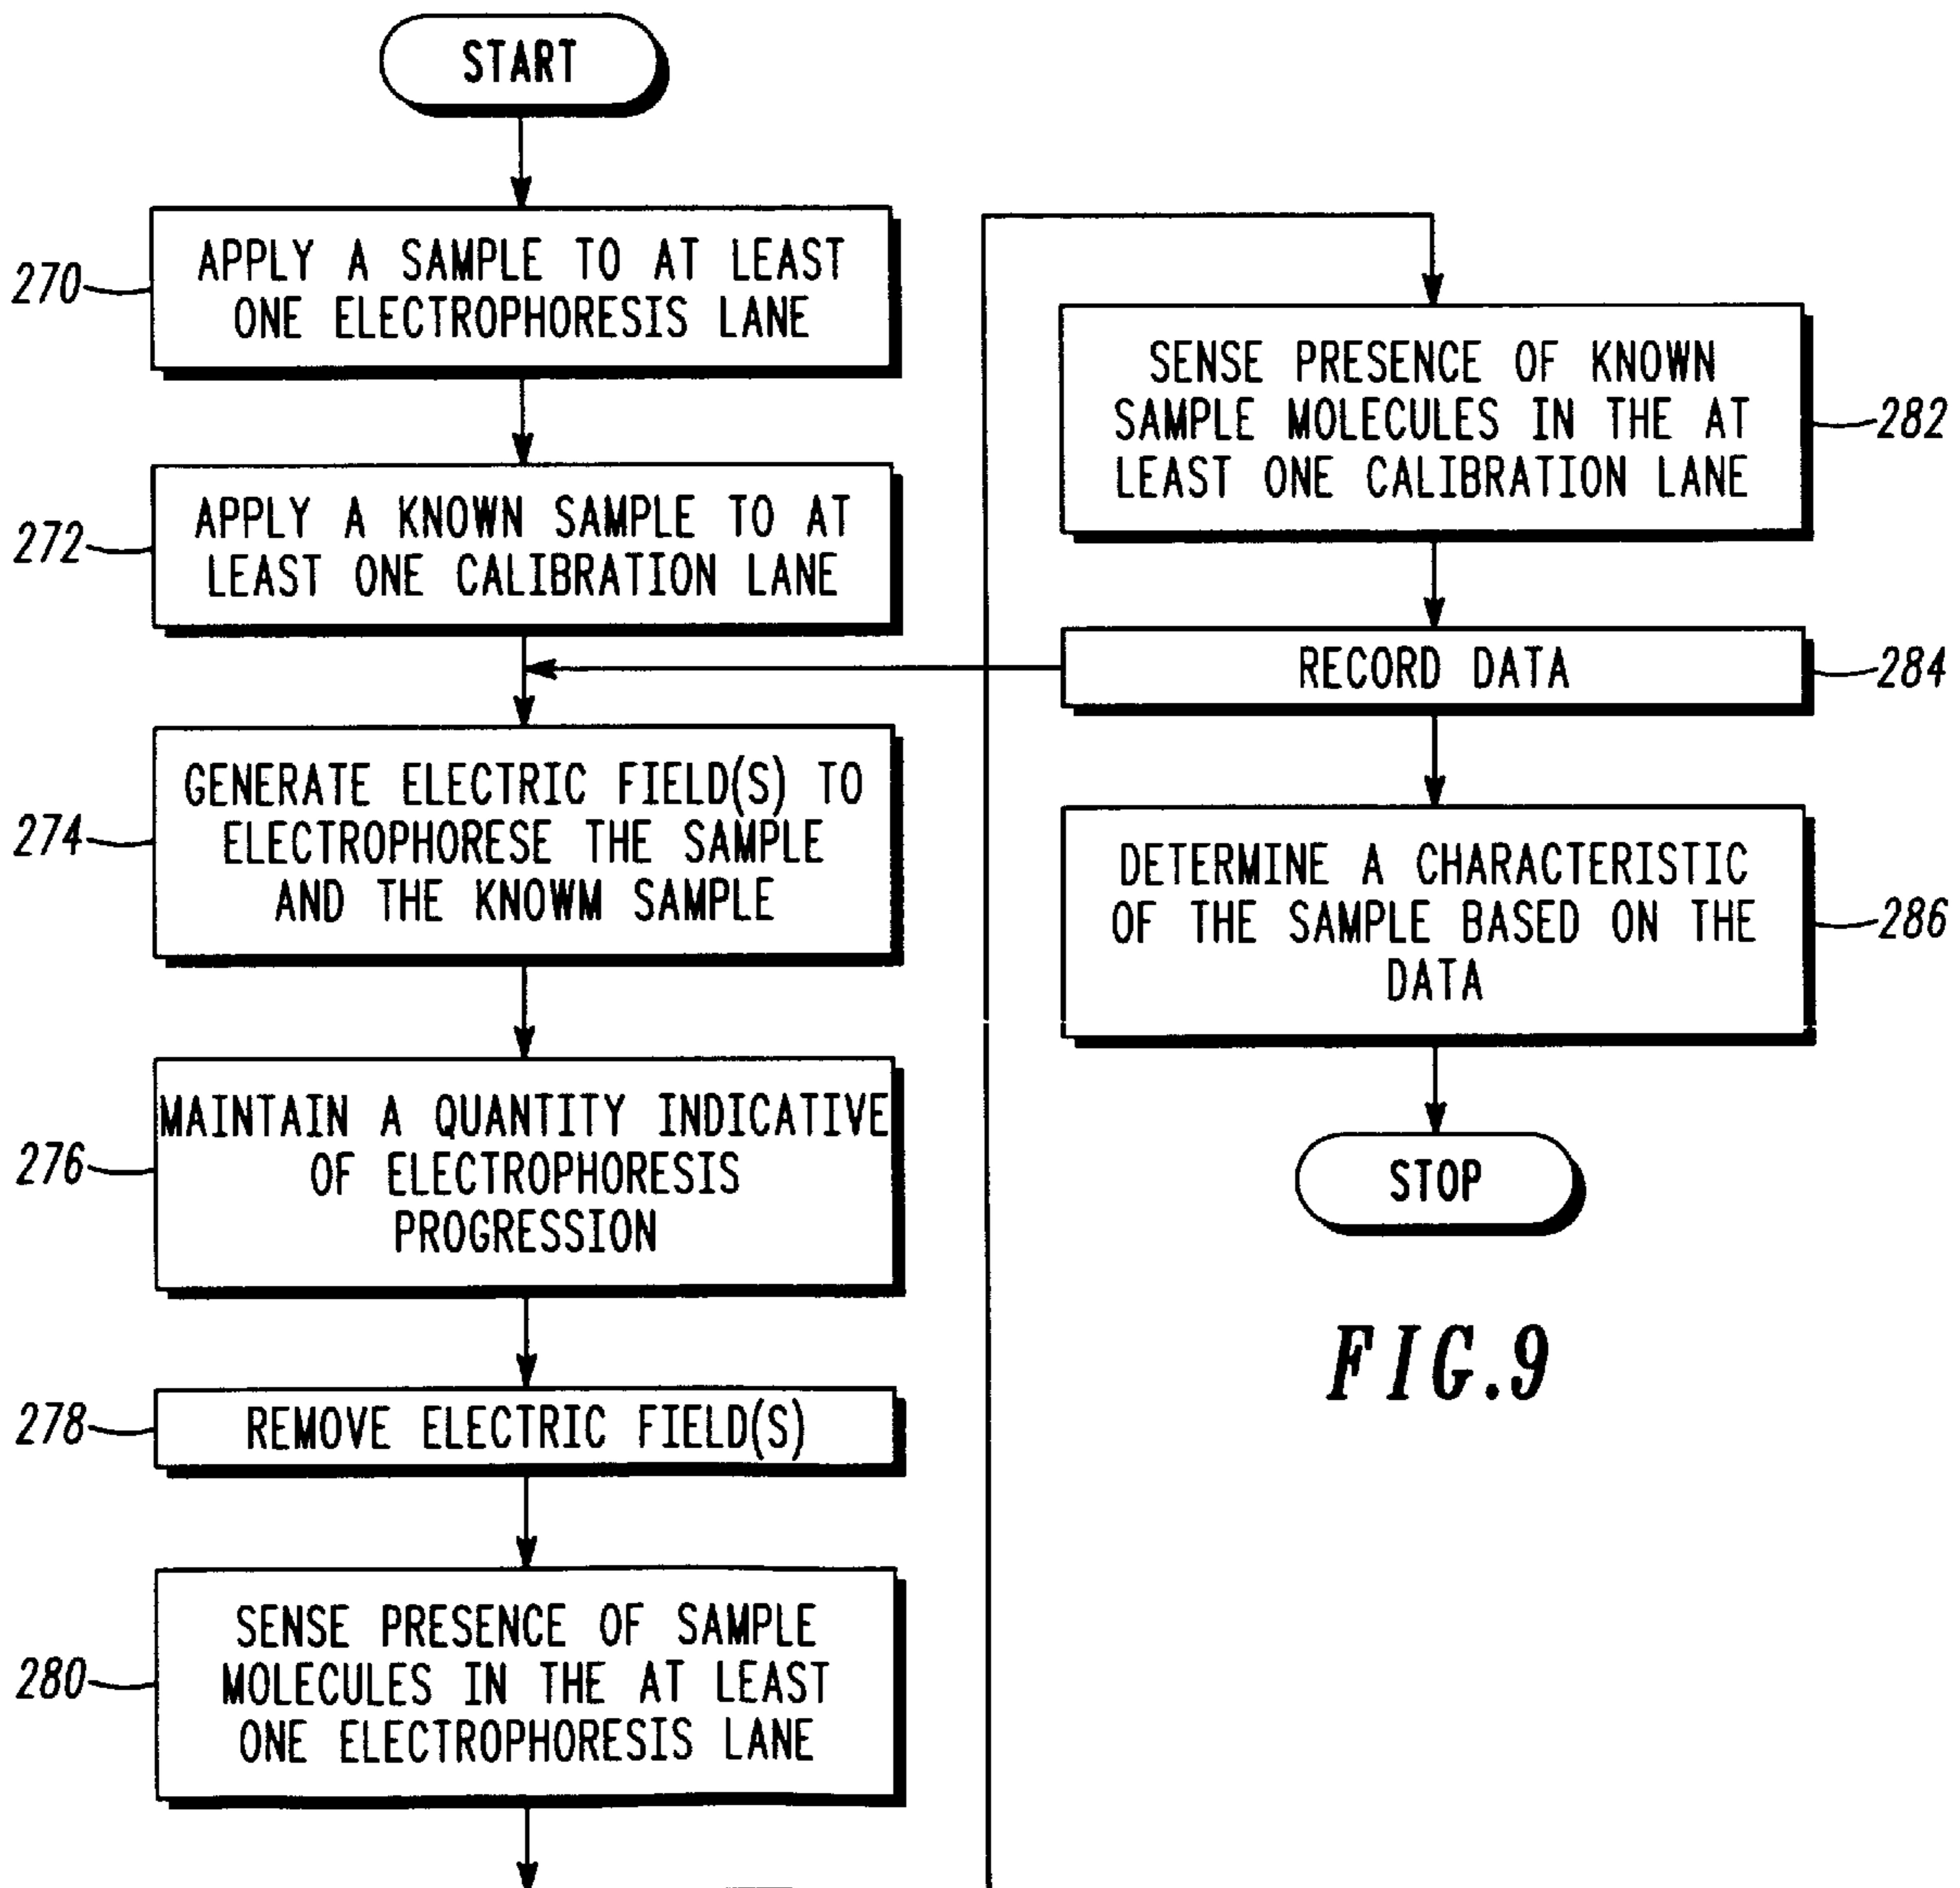 START
270
APPLY A SAMPLE TO AT LEAST
ONE ELECTROPHORESIS LANE
272
APPLY A KNOWN SAMPLE TO AT
LEAST ONE CALIBRATION LANE
274
GENERATE ELECTRIC FIELD(S) TO
ELECTROPHORESE THE SAMPLE
AND THE KNOWM SAMPLE
276
MAINTAIN A QUANTITY INDICATIVE
OF ELECTROPHORESIS
PROGRESSION
278
REMOVE ELECTRIC FIELD(S)
280
SENSE PRESENCE OF SAMPLE
MOLECULES IN THE AT LEAST
ONE ELECTROPHORESIS LANE
SENSE PRESENCE OF KNOWN
SAMPLE MOLECULES IN THE AT
LEAST ONE CALIBRATION LANE
282
RECORD DATA
284
DETERMINE A CHARACTERISTIC
OF THE SAMPLE BASED ON THE
DATA
286
STOP
FIG.9